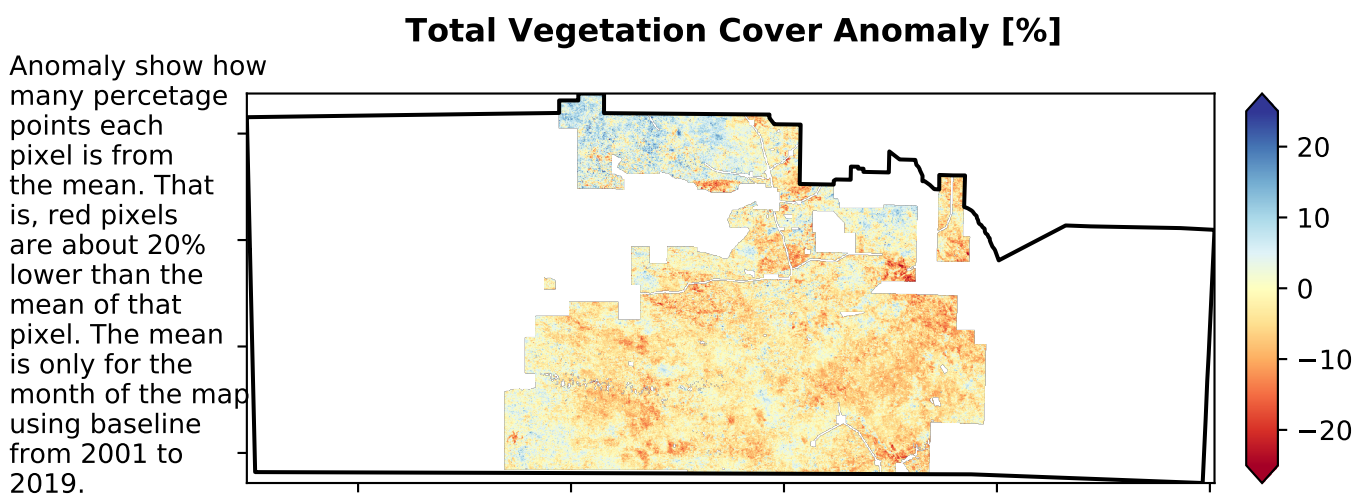 Total Vegetation Cover Anomaly [%]
Anomaly show how
many percetage
points each
pixel is from
the mean. That
is, red pixels
are about 20%
lower than the
mean of that
pixel. The mean
is only for the
month of the map
using baseline
from 2001 to
2019.
20
10
0
−10
−20